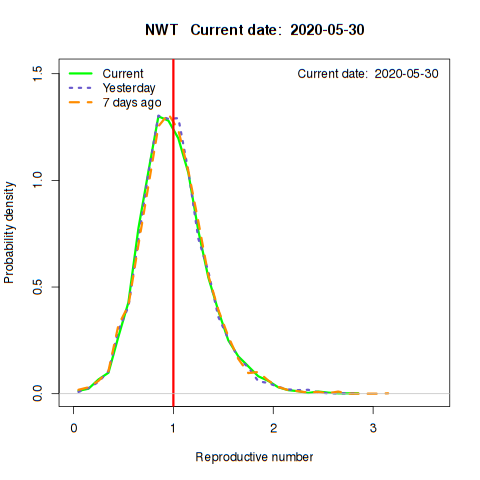 NWT   Current date:  2020-05-30
Current
Yesterday
7 days ago
Current date:  2020-05-30
Probability density
1.5
1.0
0.5
0.0
0
1
2
3
Reproductive number